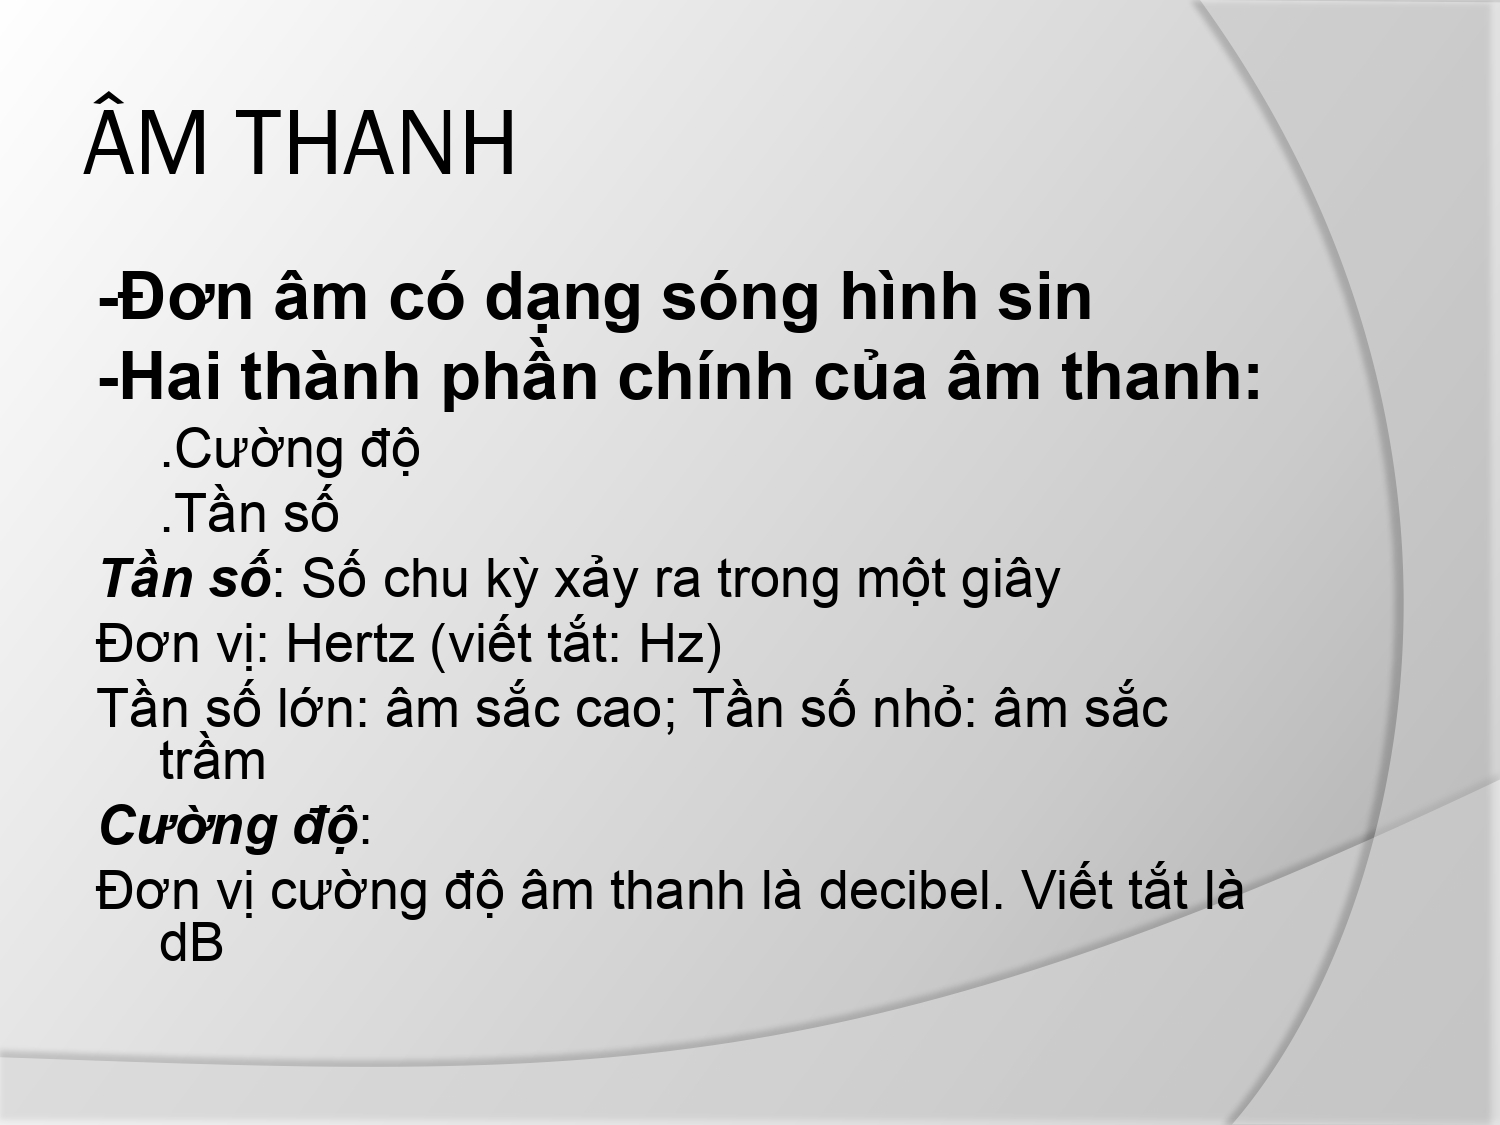 ÂM THANH
-Đơn âm có dạng sóng hình sin
-Hai thành phần chính của âm thanh:
.Cường độ
.Tần số
Tần số: Số chu kỳ xảy ra trong một giây
Đơn vị: Hertz (viết tắt: Hz)
Tần số lớn: âm sắc cao; Tần số nhỏ: âm sắc
trầm
Cường độ:
Đơn vị cường độ âm thanh là decibel. Viết tắt là
dB